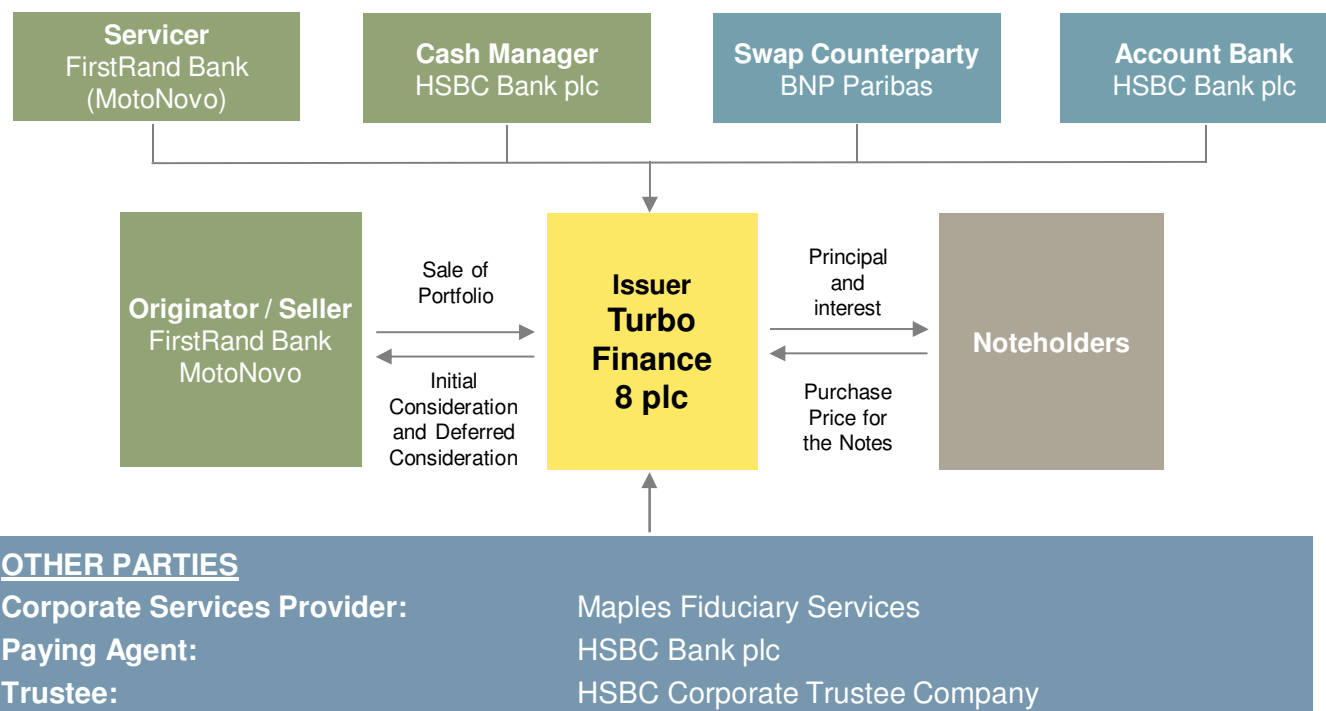 Servicer
FirstRand Bank
(MotoNovo)
Cash Manager
HSBC Bank plc
Swap Counterparty
BNP Paribas
Account Bank
HSBC Bank plc
Originator / Seller
FirstRand Bank
MotoNovo
Sale of
Portfolio
Initial
Consideration
and Deferred
Consideration
Issuer
Turbo
Finance
8 plc
Principal
and
interest
Purchase
Price for
the Notes
Noteholders
OTHER PARTIES
Corporate Services Provider: Maples Fiduciary Services
Paying Agent: HSBC Bank plc
Trustee: HSBC Corporate Trustee Company